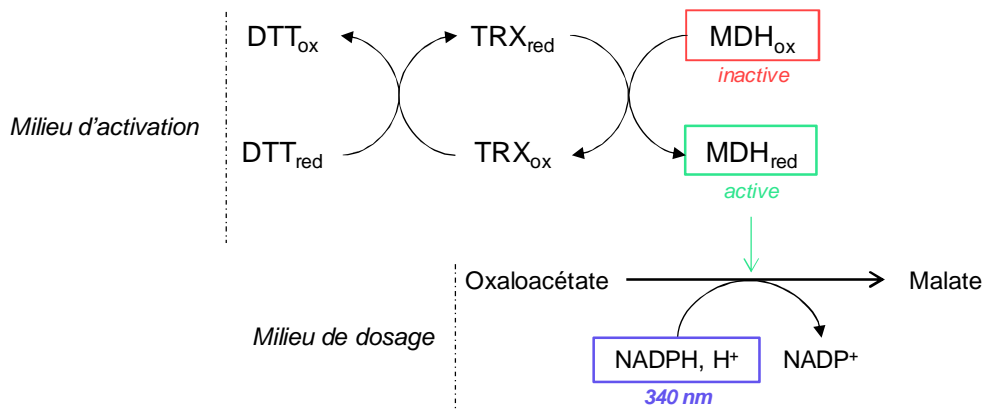 DTTox TRXred MDHox
inactive
Milieu d’activation
DTTred TRXox MDHred
active
Oxaloacétate Malate
Milieu de dosage
NADPH, H+ NADP+
340 nm